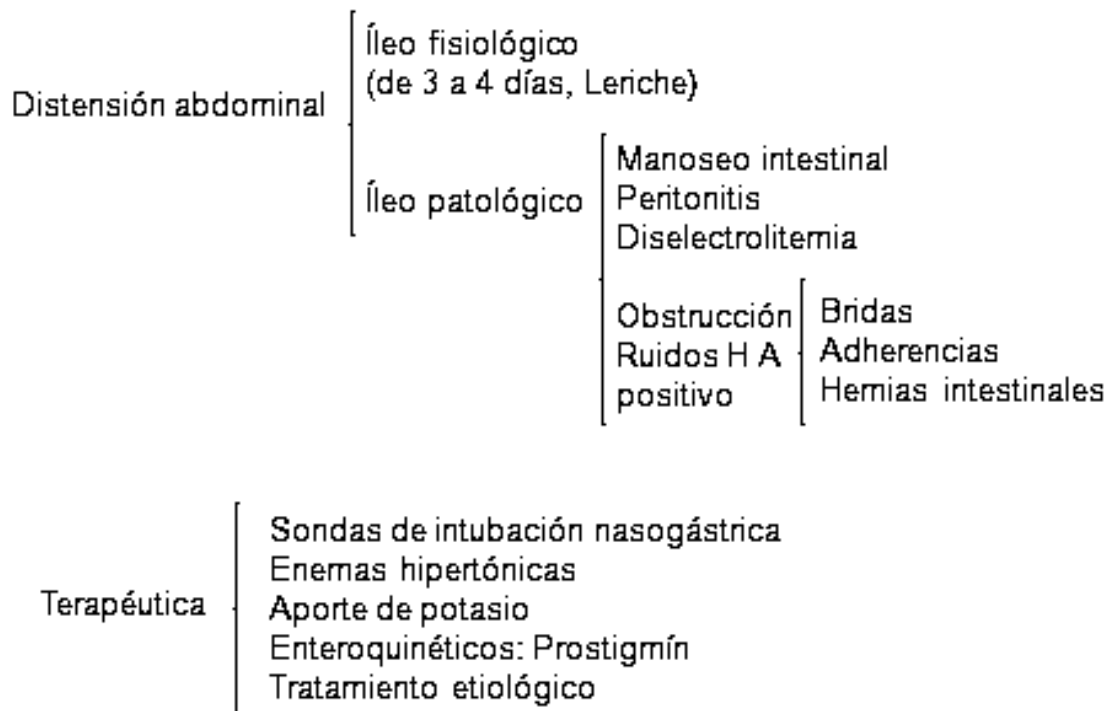 Distensión abdominal
Íleo fisiológico
(de 3 a 4 días, Leriche)
Íleo patológico
Manoseo intestinal
Peritonitis
Diselectrolitemia
Obstrucción
Ruidos H A
positivo
Bridas
Adherencias
Hernias intestinales
Terapéutica
Sondas de intubación nasogástrica
Enemas hipertónicas
Aporte de potasio
Enteroquinéticos: Prostigmín
Tratamiento etiológico